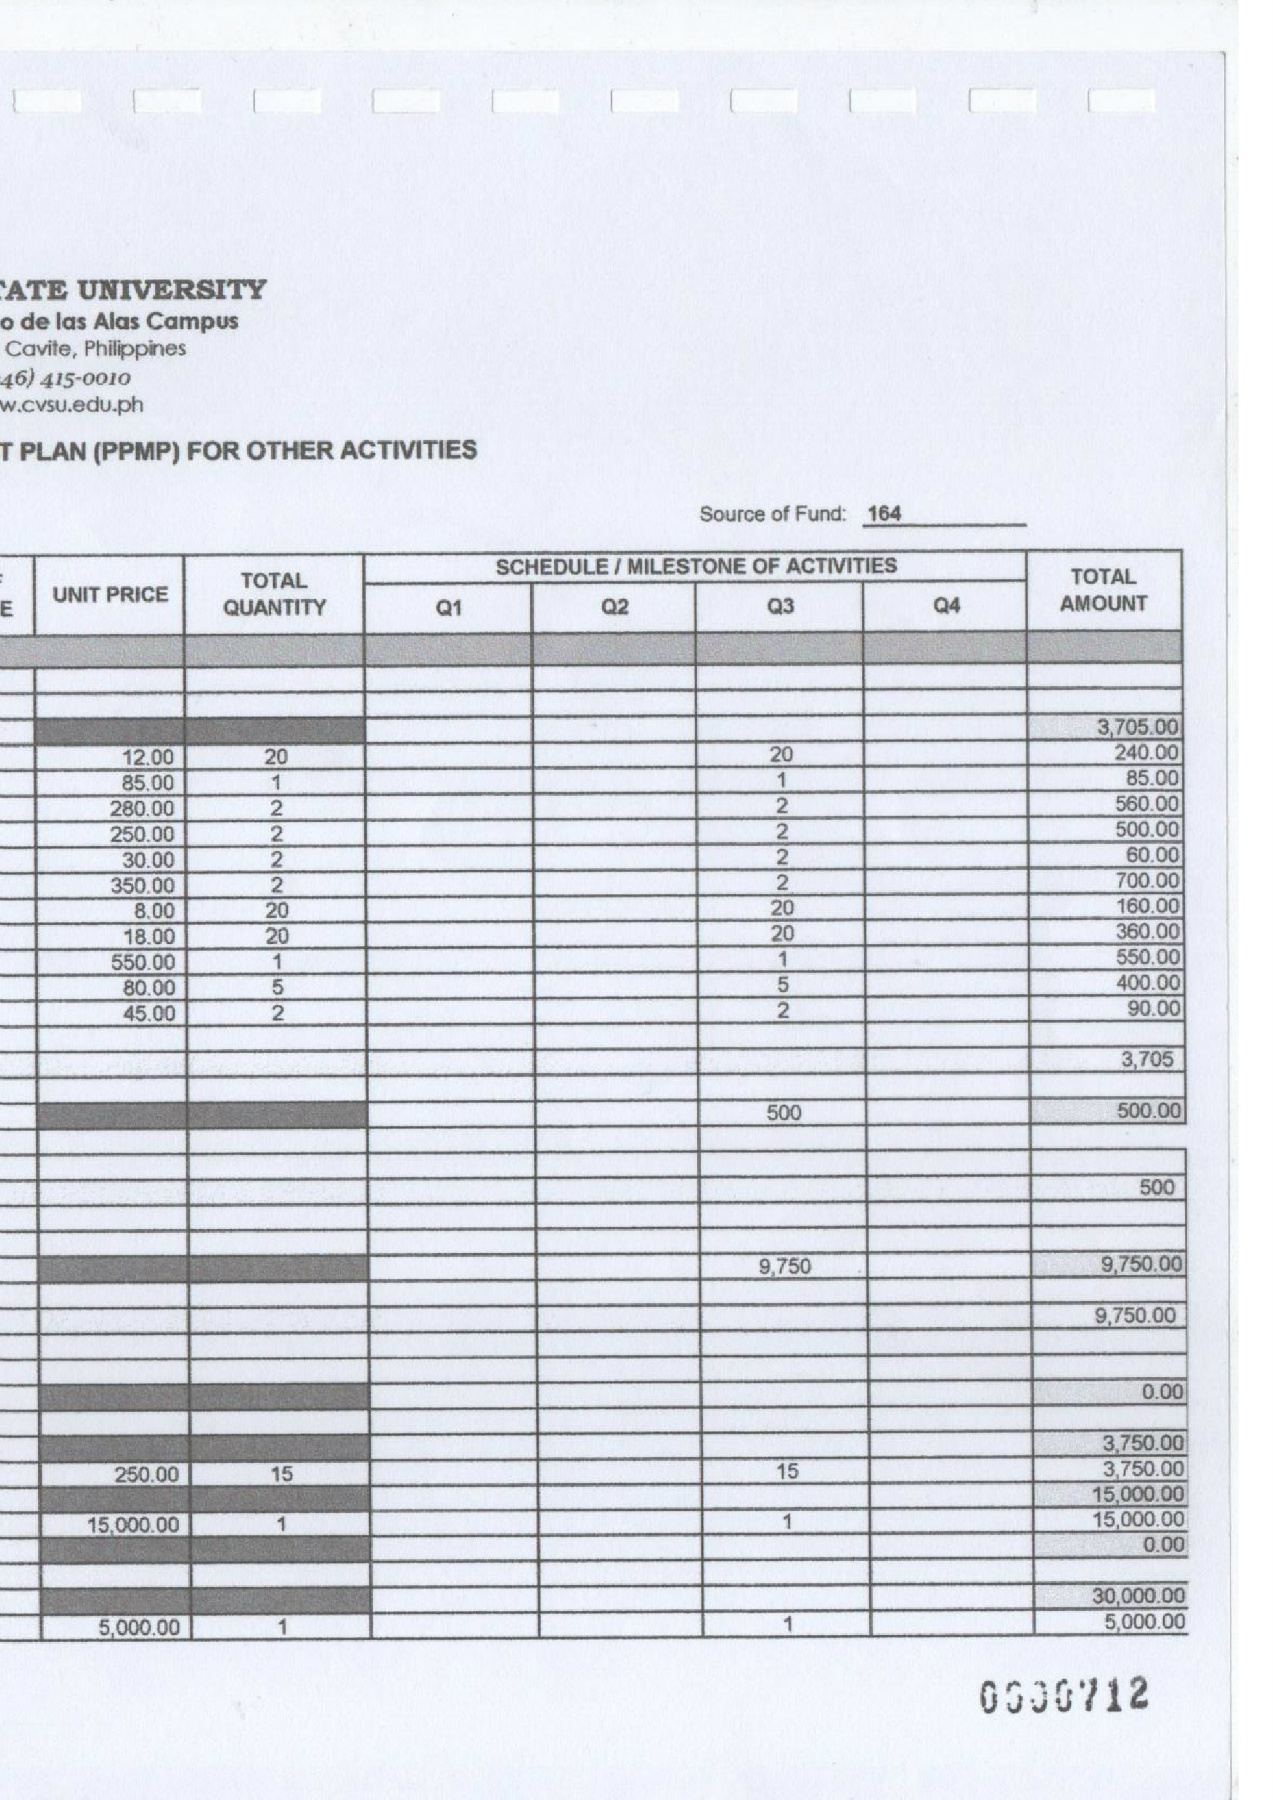 TATE UNIVERSITY
o de las Alas Campus
Cavite, Philippines
46) 415-0010
w.cvsu.edu.ph
T PLAN (PPMP) FOR OTHER ACTIVITIES
Source of Fund: 164
E UNIT PRICE TOTAL QUANTITY SCHEDULE / MILESTONE OF ACTIVITIES TOTAL AMOUNT
Q1 Q2 Q3 Q4
3,705.00
12.00 20 20 240.00
85.00 1 1 85.00
280.00 2 2 560.00
250.00 2 2 500.00
30.00 2 2 60.00
350.00 2 2 700.00
8.00 20 20 160.00
18.00 20 20 360.00
550.00 1 1 550.00
80.00 5 5 400.00
45.00 2 2 90.00
3,705
500 500.00
500
9,750 9,750.00
9,750.00
0.00
3,750.00
250.00 15 15 3,750.00
15,000.00
15,000.00 1 1 15,000.00
0.00
30,000.00
5,000.00 1 1 5,000.00